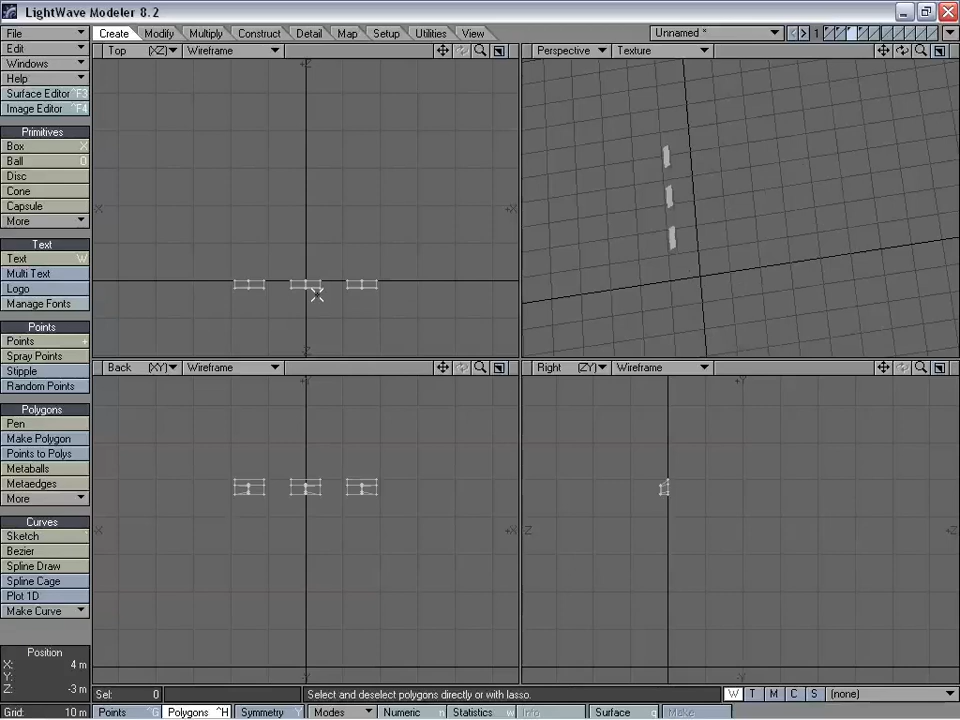 LightWave Modeler 8.2
File
Edit
Windows
Help
Surface Editor ^F3
Image Editor ^F4
Primitives
Box X
Ball O
Disc
Cone
Capsule
More
Text
Text W
Multi Text
Logo
Manage Fonts
Points
Points +
Spray Points
Stipple
Random Points
Polygons
Pen
Make Polygon
Points to Polys
Metaballs
Metaedges
More
Curves
Sketch
Bezier
Spline Draw
Spline Cage
Plot 1D
Make Curve
Position
X: 4 m
Y:
Z: -3 m
Grid: 10 m
Create Modify Multiply Construct Detail Map Setup Utilities View
Unnamed * 1
Top (XZ) Wireframe
Perspective Texture
Back (XY) Wireframe
Right (ZY) Wireframe
Sel: 0
Select and deselect polygons directly or with lasso.
W T M C S (none)
Points ^G Polygons ^H Symmetry Y Modes Numeric n Statistics w Info Surface q Make